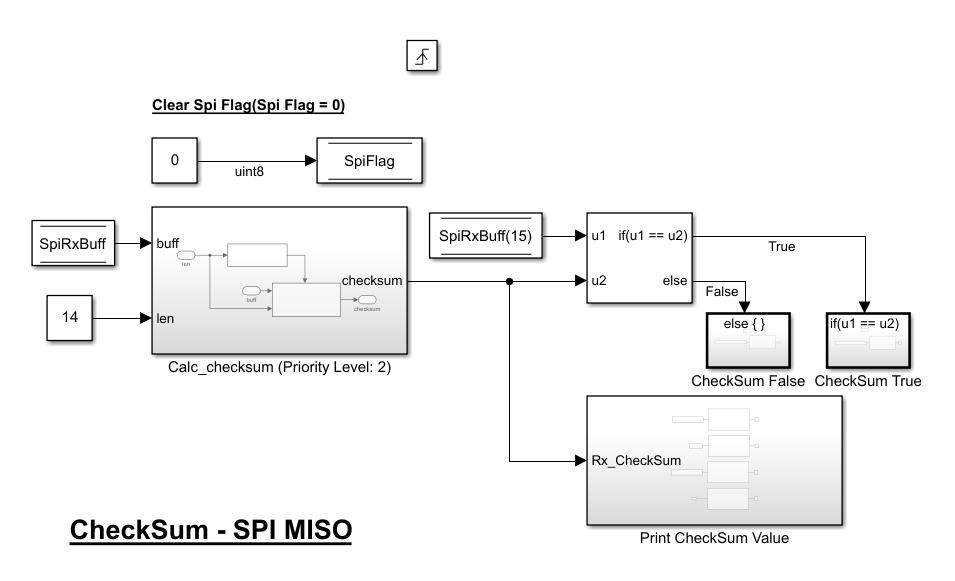 Clear Spi Flag(Spi Flag = 0)
0
uint8
SpiFlag
SpiRxBuff
14
buff
len
len
buff
checksum
checksum
Calc_checksum (Priority Level: 2)
SpiRxBuff(15)
u1
if(u1 == u2)
u2
else
True
False
else { }
CheckSum False
if(u1 == u2)
CheckSum True
Rx_CheckSum
Print CheckSum Value
CheckSum - SPI MISO